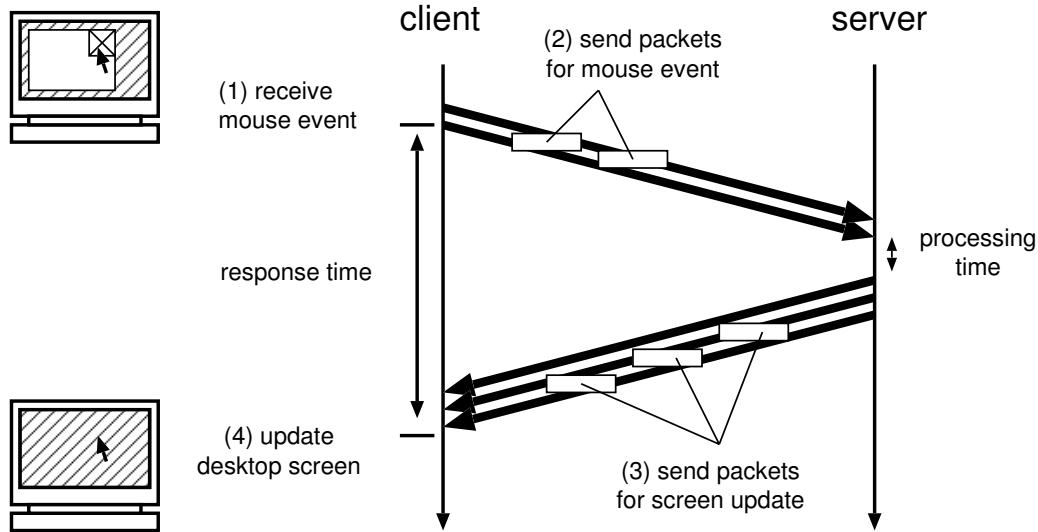 client
server
(2) send packets
for mouse event
(1) receive
mouse event
processing
time
response time
(4) update
desktop screen
(3) send packets
for screen update